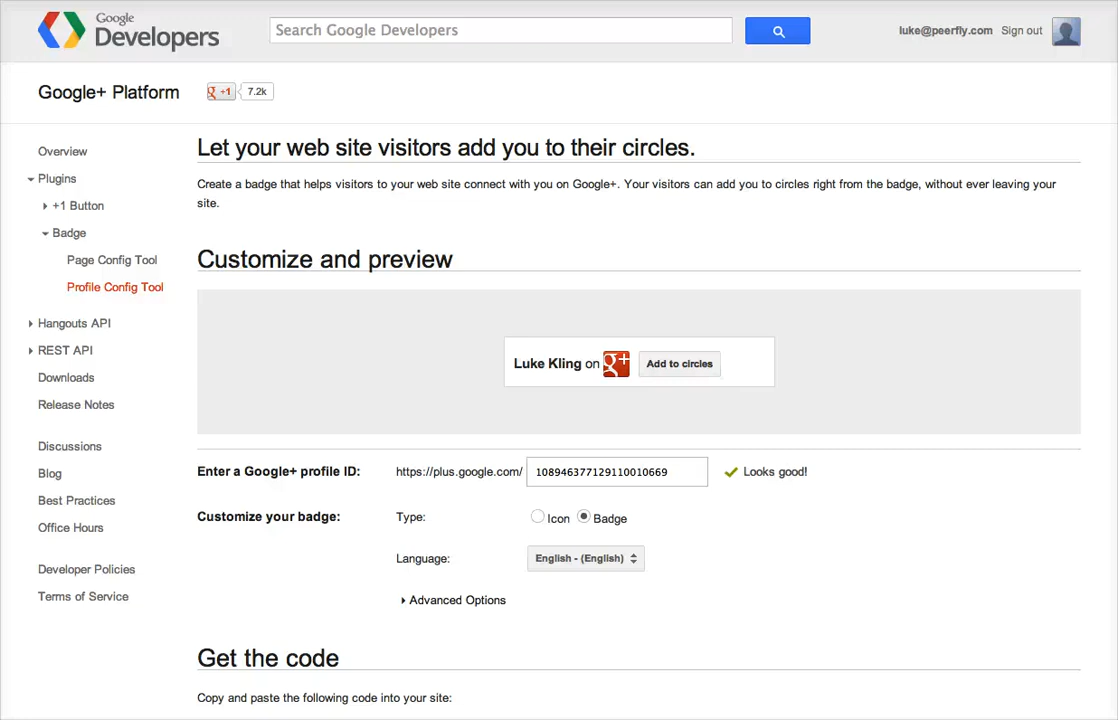 Google Developers
Search Google Developers
luke@peerfly.com Sign out
Google+ Platform
g +1 7.2k
Overview
Plugins
+1 Button
Badge
Page Config Tool
Profile Config Tool
Hangouts API
REST API
Downloads
Release Notes
Discussions
Blog
Best Practices
Office Hours
Developer Policies
Terms of Service
Let your web site visitors add you to their circles.
Create a badge that helps visitors to your web site connect with you on Google+. Your visitors can add you to circles right from the badge, without ever leaving your
site.
Customize and preview
Luke Kling on g+ Add to circles
Enter a Google+ profile ID: https://plus.google.com/ 108946377129110010669 Looks good!
Customize your badge: Type: Icon Badge
Language: English - (English)
Advanced Options
Get the code
Copy and paste the following code into your site: